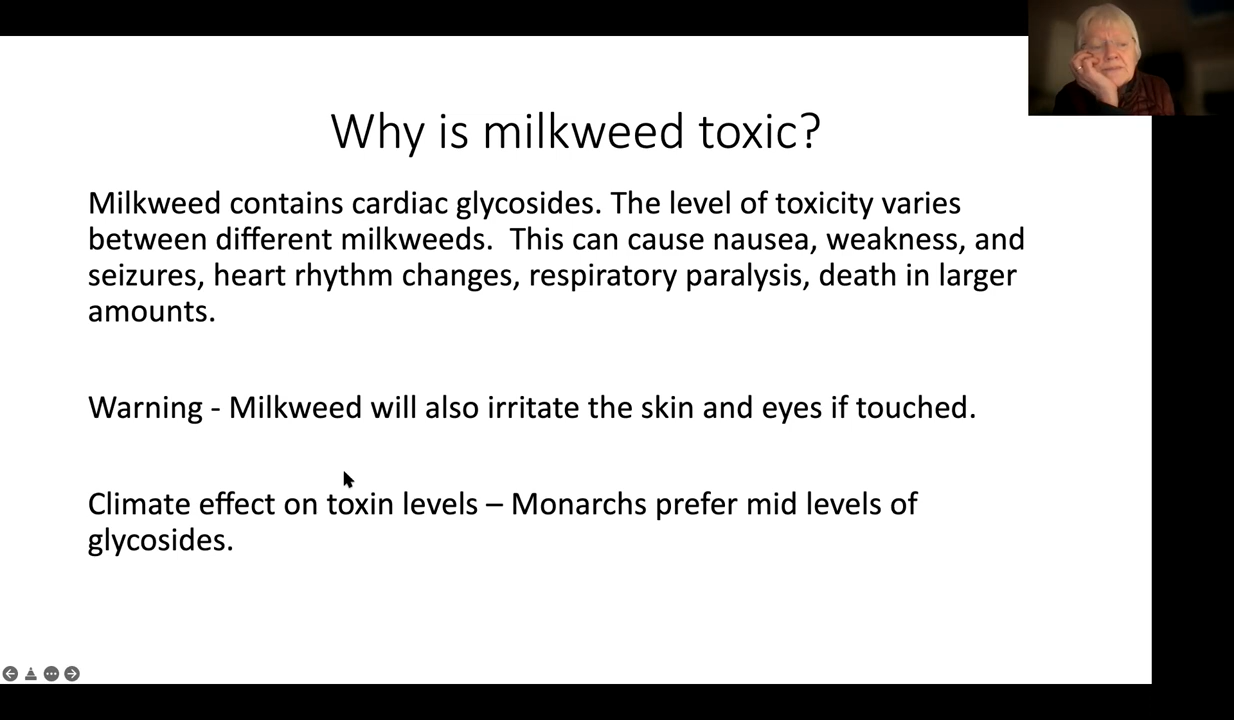 Why is milkweed toxic?
Milkweed contains cardiac glycosides. The level of toxicity varies
between different milkweeds.  This can cause nausea, weakness, and
seizures, heart rhythm changes, respiratory paralysis, death in larger
amounts.
Warning - Milkweed will also irritate the skin and eyes if touched.
Climate effect on toxin levels – Monarchs prefer mid levels of
glycosides.